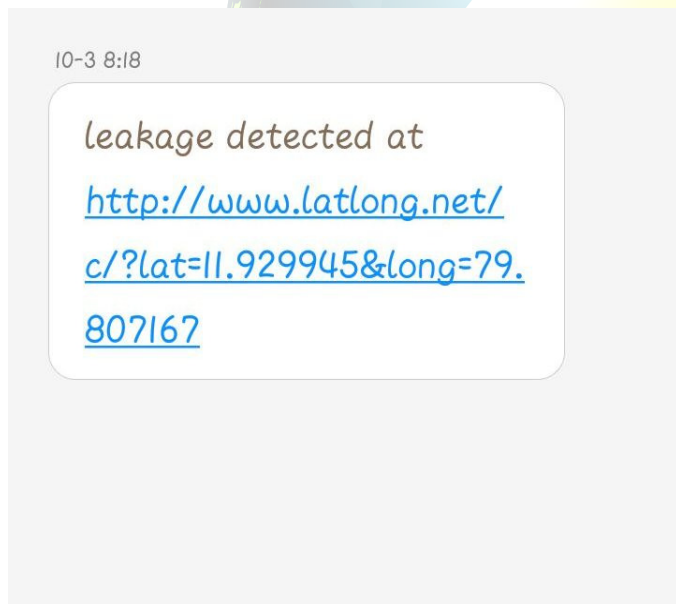 10-3 8:18
leakage detected at
http://www.latlong.net/
c/?lat=11.929945&long=79.
807167